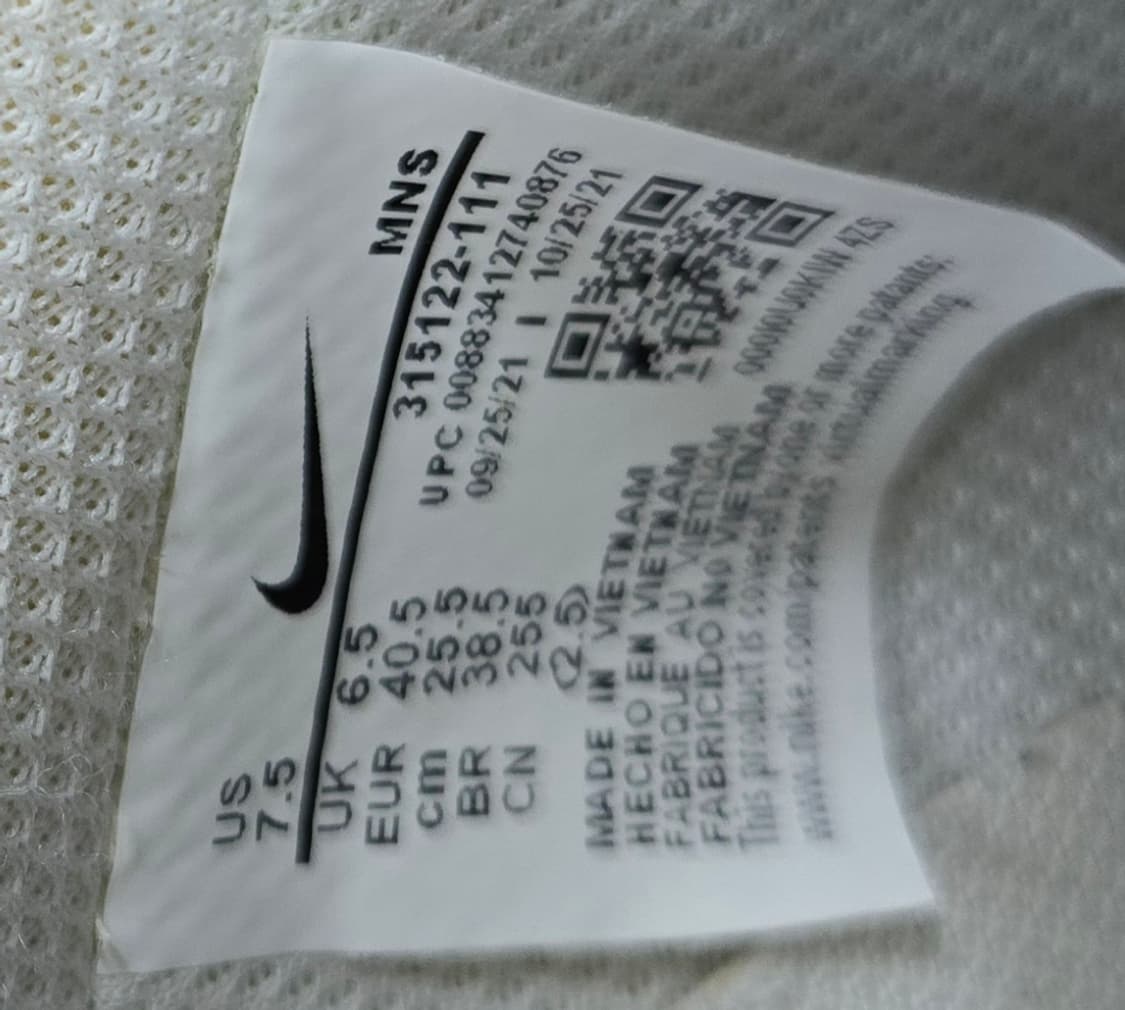 US
7.5
MNS
UK 6.5
EUR 40.5
cm 25.5
BR 38.5
CN 255
(2.5)
315122-111
UPC 00883412740876
09/25/21 I 10/25/21
MADE IN VIETNAM
HECHO EN VIETNAM
FABRIQUE AU VIETNAM
FABRICIDO No VIETNAM
This product is covered by one or more patents:
www.nike.com/patents